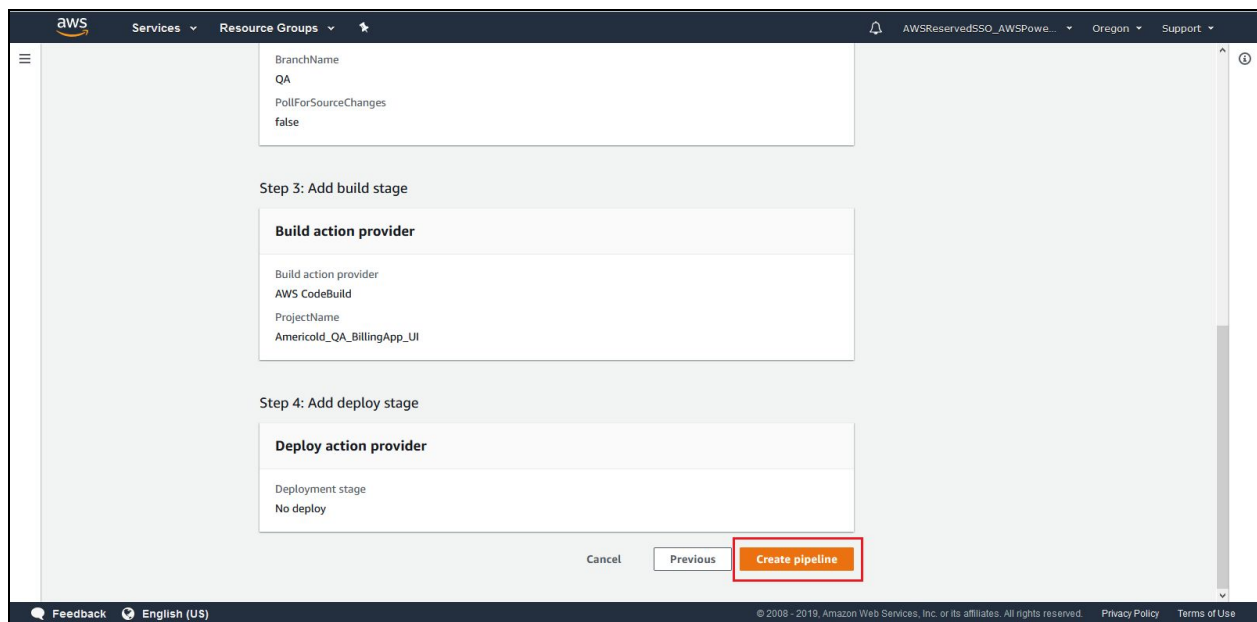 aws Services Resource Groups AWSReservedSSO_AWSPowe... Oregon Support
BranchName
QA
PollForSourceChanges
false
Step 3: Add build stage
Build action provider
Build action provider
AWS CodeBuild
ProjectName
Americold_QA_BillingApp_UI
Step 4: Add deploy stage
Deploy action provider
Deployment stage
No deploy
Cancel Previous Create pipeline
Feedback English (US) © 2008 - 2019, Amazon Web Services, Inc. or its affiliates. All rights reserved. Privacy Policy Terms of Use